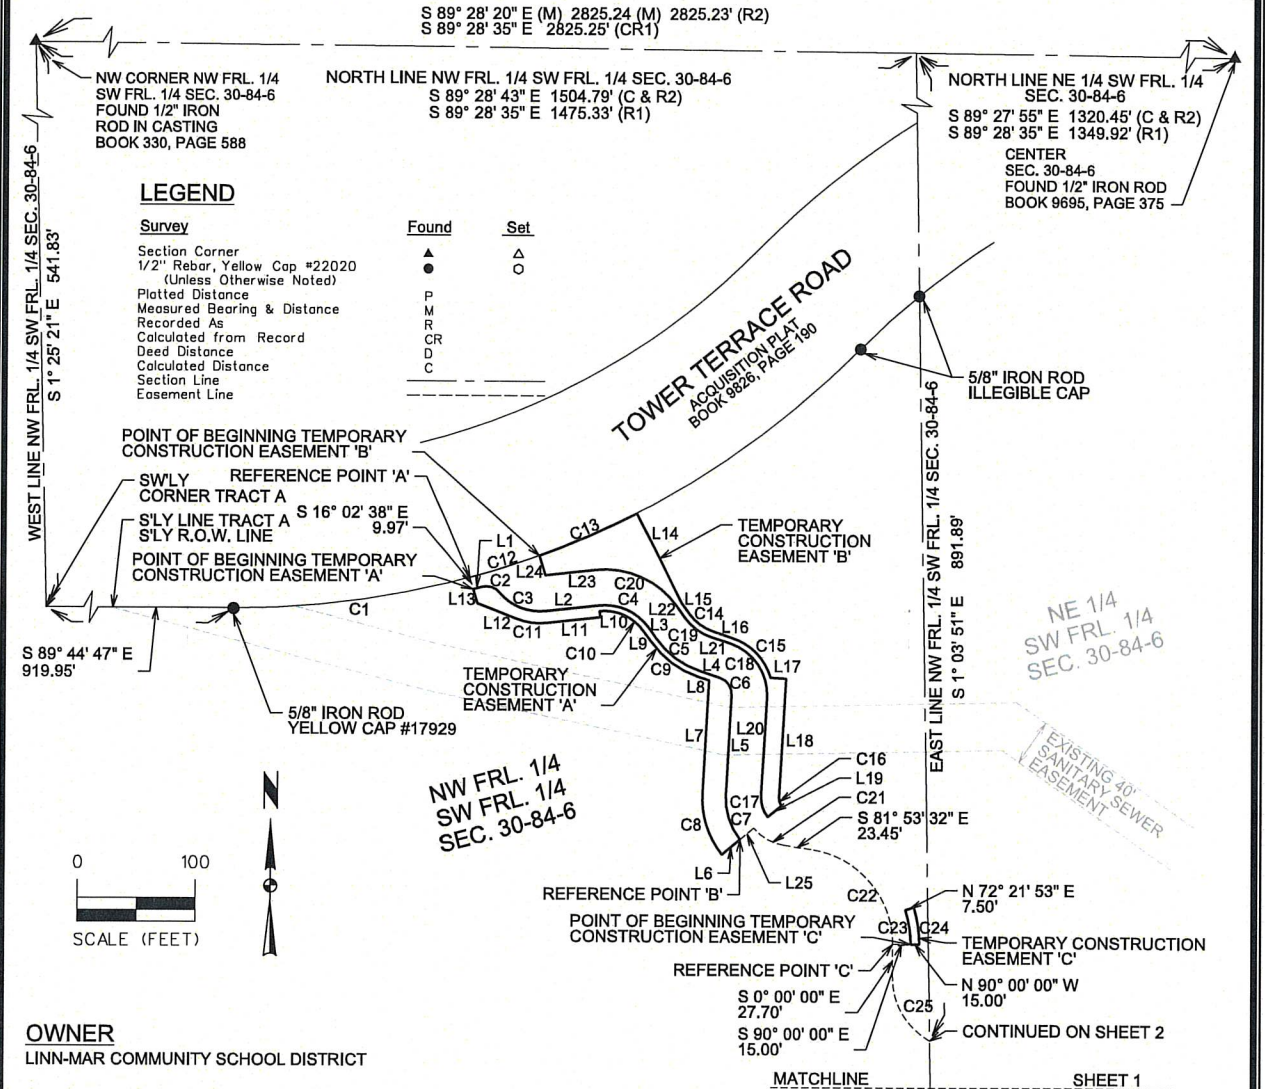 S 89° 28' 20" E (M) 2825.24 (M) 2825.23' (R2)
S 89° 28' 35" E 2825.25' (CR1)
NW CORNER NW FRL. 1/4
SW FRL. 1/4 SEC. 30-84-6
FOUND 1/2" IRON
ROD IN CASTING
BOOK 330, PAGE 588
NORTH LINE NW FRL. 1/4 SW FRL. 1/4 SEC. 30-84-6
S 89° 28' 43" E 1504.79' (C & R2)
S 89° 28' 35" E 1475.33' (R1)
NORTH LINE NE 1/4 SW FRL. 1/4
SEC. 30-84-6
S 89° 27' 55" E 1320.45' (C & R2)
S 89° 28' 35" E 1349.92' (R1)
CENTER
SEC. 30-84-6
FOUND 1/2" IRON ROD
BOOK 9695, PAGE 375
WEST LINE NW FRL. 1/4 SW FRL. 1/4 SEC. 30-84-6
S 1° 25' 21" E 541.83'
LEGEND
Survey Found Set
Section Corner
1/2" Rebar, Yellow Cap #22020
(Unless Otherwise Noted)
Platted Distance P
Measured Bearing & Distance M
Recorded As R
Calculated from Record CR
Deed Distance D
Calculated Distance C
Section Line
Easement Line
TOWER TERRACE ROAD
ACQUISITION PLAT
BOOK 9826, PAGE 190
5/8" IRON ROD
ILLEGIBLE CAP
POINT OF BEGINNING TEMPORARY
CONSTRUCTION EASEMENT 'B'
REFERENCE POINT 'A'
SW'LY
CORNER TRACT A
S 16° 02' 38" E
9.97'
S'LY LINE TRACT A
S'LY R.O.W. LINE
POINT OF BEGINNING TEMPORARY
CONSTRUCTION EASEMENT 'A'
L1
C12
C13
L14
TEMPORARY
CONSTRUCTION
EASEMENT 'B'
L24
C2
L23
C20
L13
C3
L2
C4
L15
C14
C1
L12
C11
L11
L10
L22
L3
L16
C10
L9
C19
C5
L21
C15
C9
L4
C18
L17
L8
C6
S 89° 44' 47" E
919.95'
TEMPORARY
CONSTRUCTION
EASEMENT 'A'
5/8" IRON ROD
YELLOW CAP #17929
L7
L20
L5
L18
EAST LINE NW FRL. 1/4 SW FRL. 1/4 SEC. 30-84-6
S 1° 03' 51" E 891.89'
NE 1/4
SW FRL. 1/4
SEC. 30-84-6
EXISTING 40'
SANITARY SEWER
EASEMENT
NW FRL. 1/4
SW FRL. 1/4
SEC. 30-84-6
C16
L19
C21
S 81° 53' 32" E
23.45'
C17
C8
C7
L6
L25
REFERENCE POINT 'B'
N
0 100
SCALE (FEET)
C22
N 72° 21' 53" E
7.50'
POINT OF BEGINNING TEMPORARY
CONSTRUCTION EASEMENT 'C'
C23
C24
TEMPORARY CONSTRUCTION
EASEMENT 'C'
REFERENCE POINT 'C'
N 90° 00' 00" W
15.00'
S 0° 00' 00" E
27.70'
C25
S 90° 00' 00" E
15.00'
CONTINUED ON SHEET 2
OWNER
LINN-MAR COMMUNITY SCHOOL DISTRICT
MATCHLINE SHEET 1